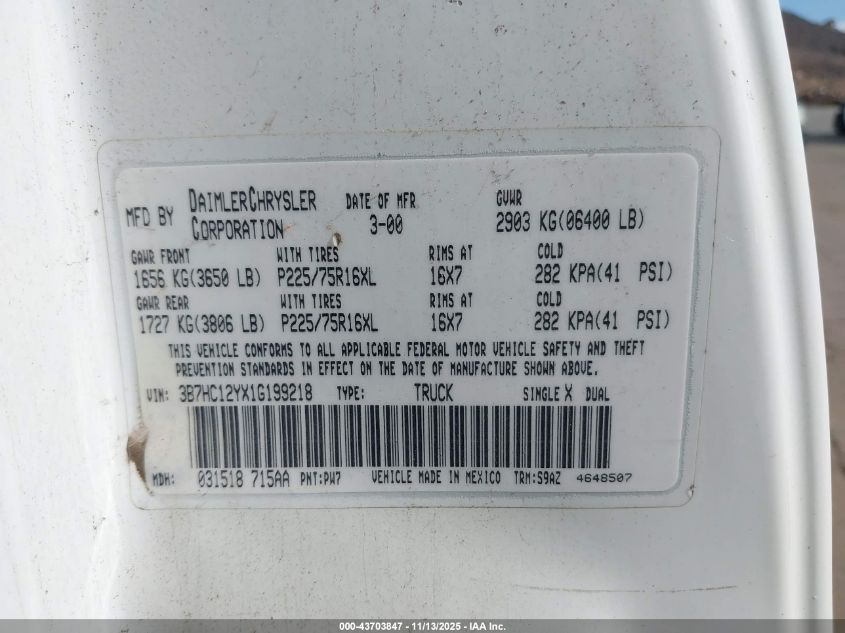 MFD BY DAIMLERCHRYSLER CORPORATION DATE OF MFR 3-00 GVWR 2903 KG(06400 LB)
GAWR FRONT WITH TIRES RIMS AT COLD
1656 KG(3650 LB) P225/75R16XL 16X7 282 KPA(41 PSI)
GAWR REAR WITH TIRES RIMS AT COLD
1727 KG(3806 LB) P225/75R16XL 16X7 282 KPA(41 PSI)
THIS VEHICLE CONFORMS TO ALL APPLICABLE FEDERAL MOTOR VEHICLE SAFETY AND THEFT
PREVENTION STANDARDS IN EFFECT ON THE DATE OF MANUFACTURE SHOWN ABOVE.
VIN: 3B7HC12YX1G199218 TYPE: TRUCK SINGLE X DUAL
MDH: 031518 715AA PNT:PW7 VEHICLE MADE IN MEXICO TRM:S9AZ 4648507
000-43703847 - 11/13/2025 - IAA Inc.